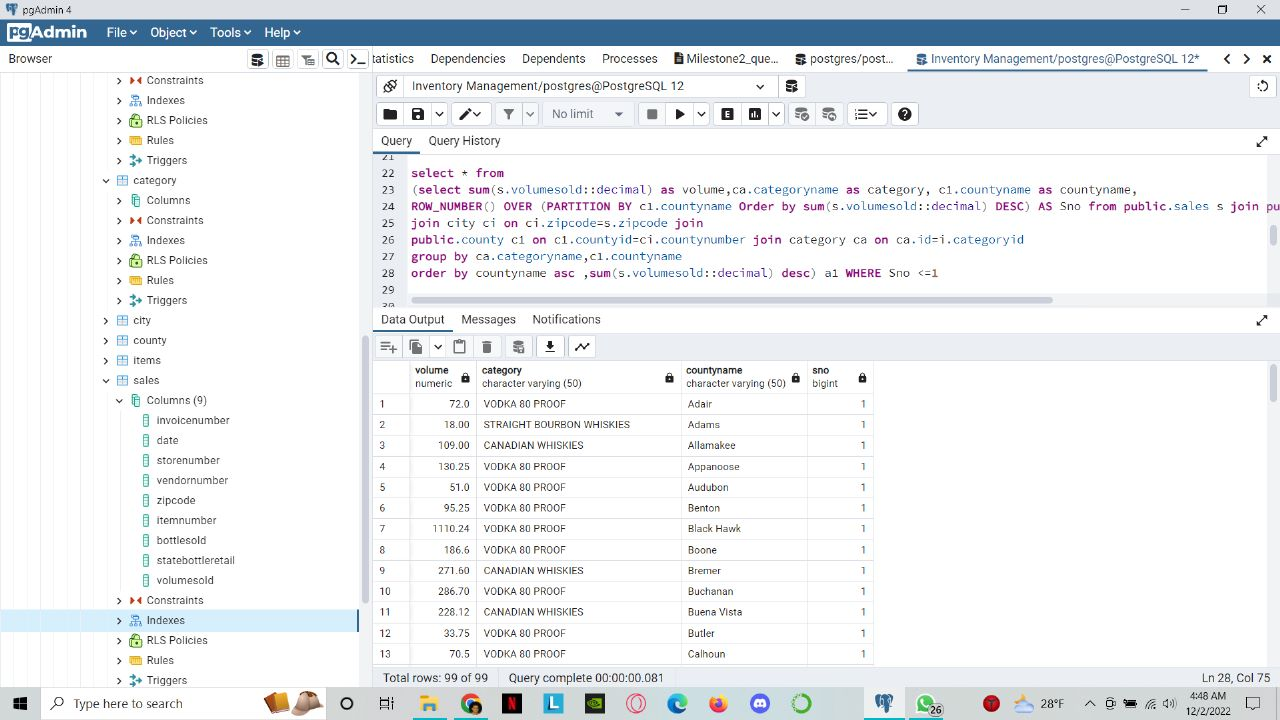 pgAdmin 4
pgAdmin
File
Object
Tools
Help
Browser
tatistics
Dependencies
Dependents
Processes
Milestone2_que...
postgres/post...
Inventory Management/postgres@PostgreSQL 12*
Constraints
Indexes
RLS Policies
Rules
Triggers
category
Columns
Constraints
Indexes
RLS Policies
Rules
Triggers
city
county
items
sales
Columns (9)
invoicenumber
date
storenumber
vendornumber
zipcode
itemnumber
bottlesold
statebottleretail
volumesold
Constraints
Indexes
RLS Policies
Rules
Triggers
Inventory Management/postgres@PostgreSQL 12
No limit
E
Query
Query History
21
22 select * from
23 (select sum(s.volumesold::decimal) as volume,ca.categoryname as category, c1.countyname as countyname,
24 ROW_NUMBER() OVER (PARTITION BY c1.countyname Order by sum(s.volumesold::decimal) DESC) AS Sno from public.sales s join pu
25 join city ci on ci.zipcode=s.zipcode join
26 public.county c1 on c1.countyid=ci.countynumber join category ca on ca.id=i.categoryid
27 group by ca.categoryname,c1.countyname
28 order by countyname asc ,sum(s.volumesold::decimal) desc) a1 WHERE Sno <=1
29
30
Data Output
Messages
Notifications
volume category countyname sno
numeric character varying (50) character varying (50) bigint
1 72.0 VODKA 80 PROOF Adair 1
2 18.00 STRAIGHT BOURBON WHISKIES Adams 1
3 109.00 CANADIAN WHISKIES Allamakee 1
4 130.25 VODKA 80 PROOF Appanoose 1
5 51.0 VODKA 80 PROOF Audubon 1
6 95.25 VODKA 80 PROOF Benton 1
7 1110.24 VODKA 80 PROOF Black Hawk 1
8 186.6 VODKA 80 PROOF Boone 1
9 271.60 CANADIAN WHISKIES Bremer 1
10 286.70 VODKA 80 PROOF Buchanan 1
11 228.12 CANADIAN WHISKIES Buena Vista 1
12 33.75 VODKA 80 PROOF Butler 1
13 70.5 VODKA 80 PROOF Calhoun 1
Total rows: 99 of 99
Query complete 00:00:00.081
Ln 28, Col 75
Type here to search
26
28°F
4:48 AM
12/2/2022